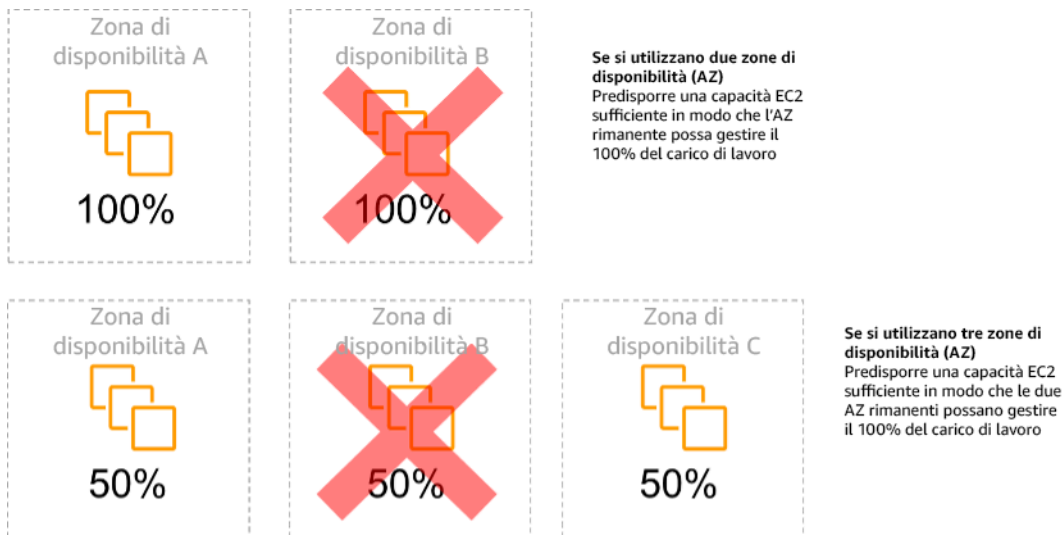 Zona di
disponibilità A
100%
Zona di
disponibilità B
100%
Se si utilizzano due zone di
disponibilità (AZ)
Predisporre una capacità EC2
sufficiente in modo che l'AZ
rimanente possa gestire il
100% del carico di lavoro
Zona di
disponibilità A
50%
Zona di
disponibilità B
50%
Zona di
disponibilità C
50%
Se si utilizzano tre zone di
disponibilità (AZ)
Predisporre una capacità EC2
sufficiente in modo che le due
AZ rimanenti possano gestire
il 100% del carico di lavoro